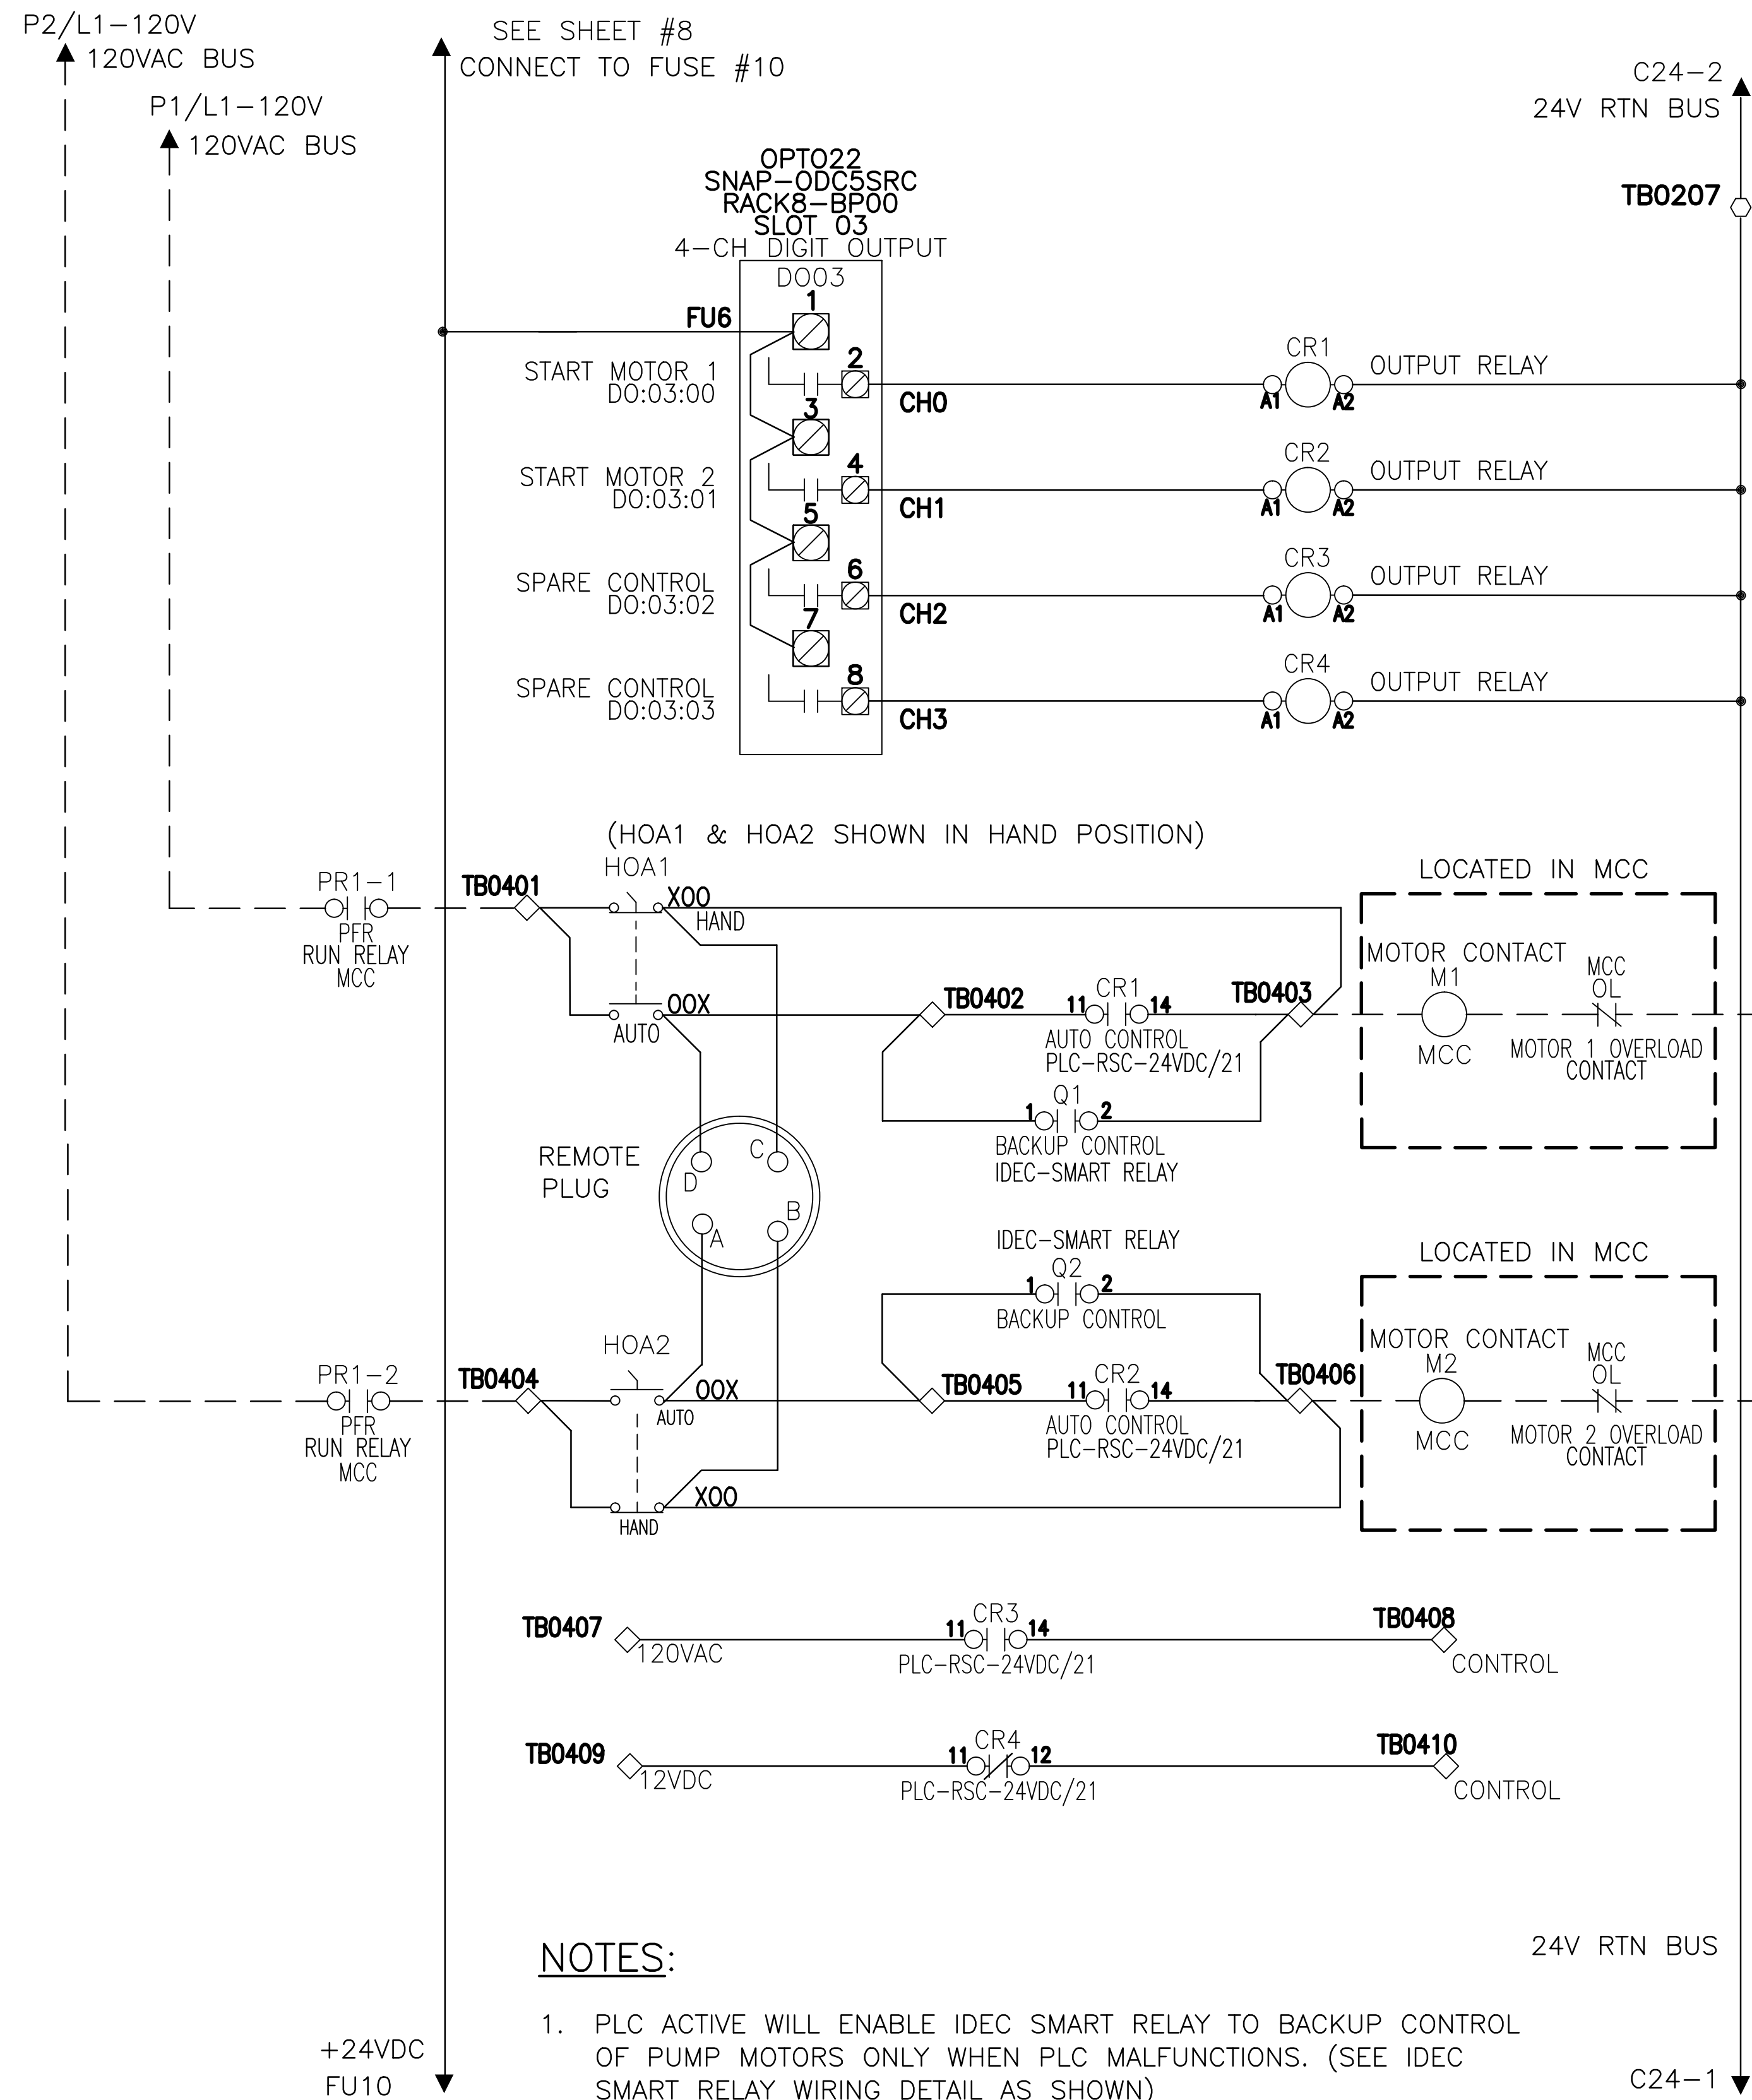 P2/L1-120V
120VAC BUS
P1/L1-120V
120VAC BUS
SEE SHEET #8
CONNECT TO FUSE #10
C24-2
24V RTN BUS
TB0207
OPTO22
SNAP-ODC5SRC
RACK8-BP00
SLOT 03
4-CH DIGIT OUTPUT
DO03
FU6
1
START MOTOR 1
DO:03:00
2
CH0
CR1
A1
A2
OUTPUT RELAY
3
START MOTOR 2
DO:03:01
4
CH1
CR2
A1
A2
OUTPUT RELAY
5
SPARE CONTROL
DO:03:02
6
CH2
CR3
A1
A2
OUTPUT RELAY
7
SPARE CONTROL
DO:03:03
8
CH3
CR4
A1
A2
OUTPUT RELAY
(HOA1 & HOA2 SHOWN IN HAND POSITION)
PR1-1
PFR
RUN RELAY
MCC
TB0401
HOA1
XOO
HAND
OOX
AUTO
TB0402
11
CR1
14
AUTO CONTROL
PLC-RSC-24VDC/21
TB0403
1
Q1
2
BACKUP CONTROL
IDEC-SMART RELAY
LOCATED IN MCC
MOTOR CONTACT
M1
MCC
MCC
OL
MOTOR 1 OVERLOAD
CONTACT
REMOTE
PLUG
D
C
A
B
IDEC-SMART RELAY
1
Q2
2
BACKUP CONTROL
PR1-2
PFR
RUN RELAY
MCC
TB0404
HOA2
OOX
AUTO
XOO
HAND
TB0405
11
CR2
14
AUTO CONTROL
PLC-RSC-24VDC/21
TB0406
LOCATED IN MCC
MOTOR CONTACT
M2
MCC
MCC
OL
MOTOR 2 OVERLOAD
CONTACT
TB0407
120VAC
11
CR3
14
PLC-RSC-24VDC/21
TB0408
CONTROL
TB0409
12VDC
11
CR4
12
PLC-RSC-24VDC/21
TB0410
CONTROL
NOTES:
1. PLC ACTIVE WILL ENABLE IDEC SMART RELAY TO BACKUP CONTROL
OF PUMP MOTORS ONLY WHEN PLC MALFUNCTIONS. (SEE IDEC
SMART RELAY WIRING DETAIL AS SHOWN)
+24VDC
FU10
24V RTN BUS
C24-1